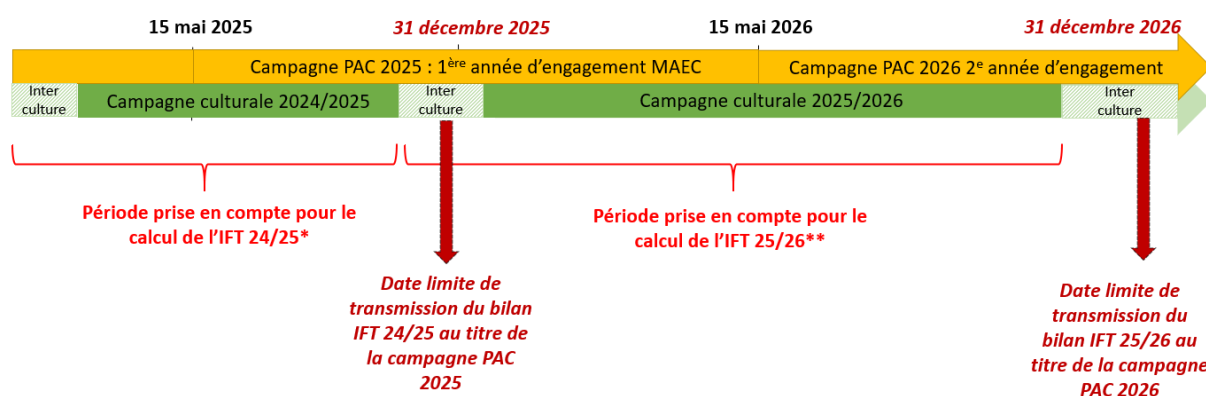 15 mai 2025
31 décembre 2025
15 mai 2026
31 décembre 2026
Campagne PAC 2025 : 1ère année d'engagement MAEC
Campagne PAC 2026 2e année d'engagement
Inter
culture
Campagne culturale 2024/2025
Inter
culture
Campagne culturale 2025/2026
Inter
culture
Période prise en compte pour le
calcul de l'IFT 24/25*
Période prise en compte pour le
calcul de l'IFT 25/26**
Date limite de
transmission du bilan
IFT 24/25 au titre de
la campagne PAC
2025
Date limite de
transmission du
bilan IFT 25/26 au
titre de la campagne
PAC 2026